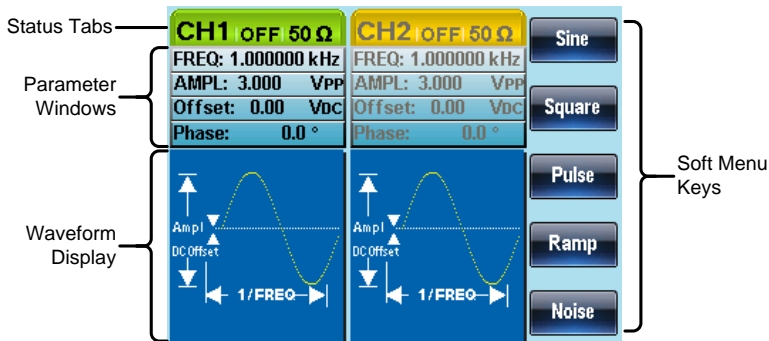 Status Tabs
Parameter
Windows
Waveform
Display
CH1 OFF 50 Ω
FREQ: 1.000000 kHz
AMPL: 3.000 VPP
Offset: 0.00 VDC
Phase: 0.0 °
Ampl
DC Offset
1/FREQ
CH2 OFF 50 Ω
FREQ: 1.000000 kHz
AMPL: 3.000 VPP
Offset: 0.00 VDC
Phase: 0.0 °
Ampl
DC Offset
1/FREQ
Sine
Square
Pulse
Ramp
Noise
Soft Menu
Keys